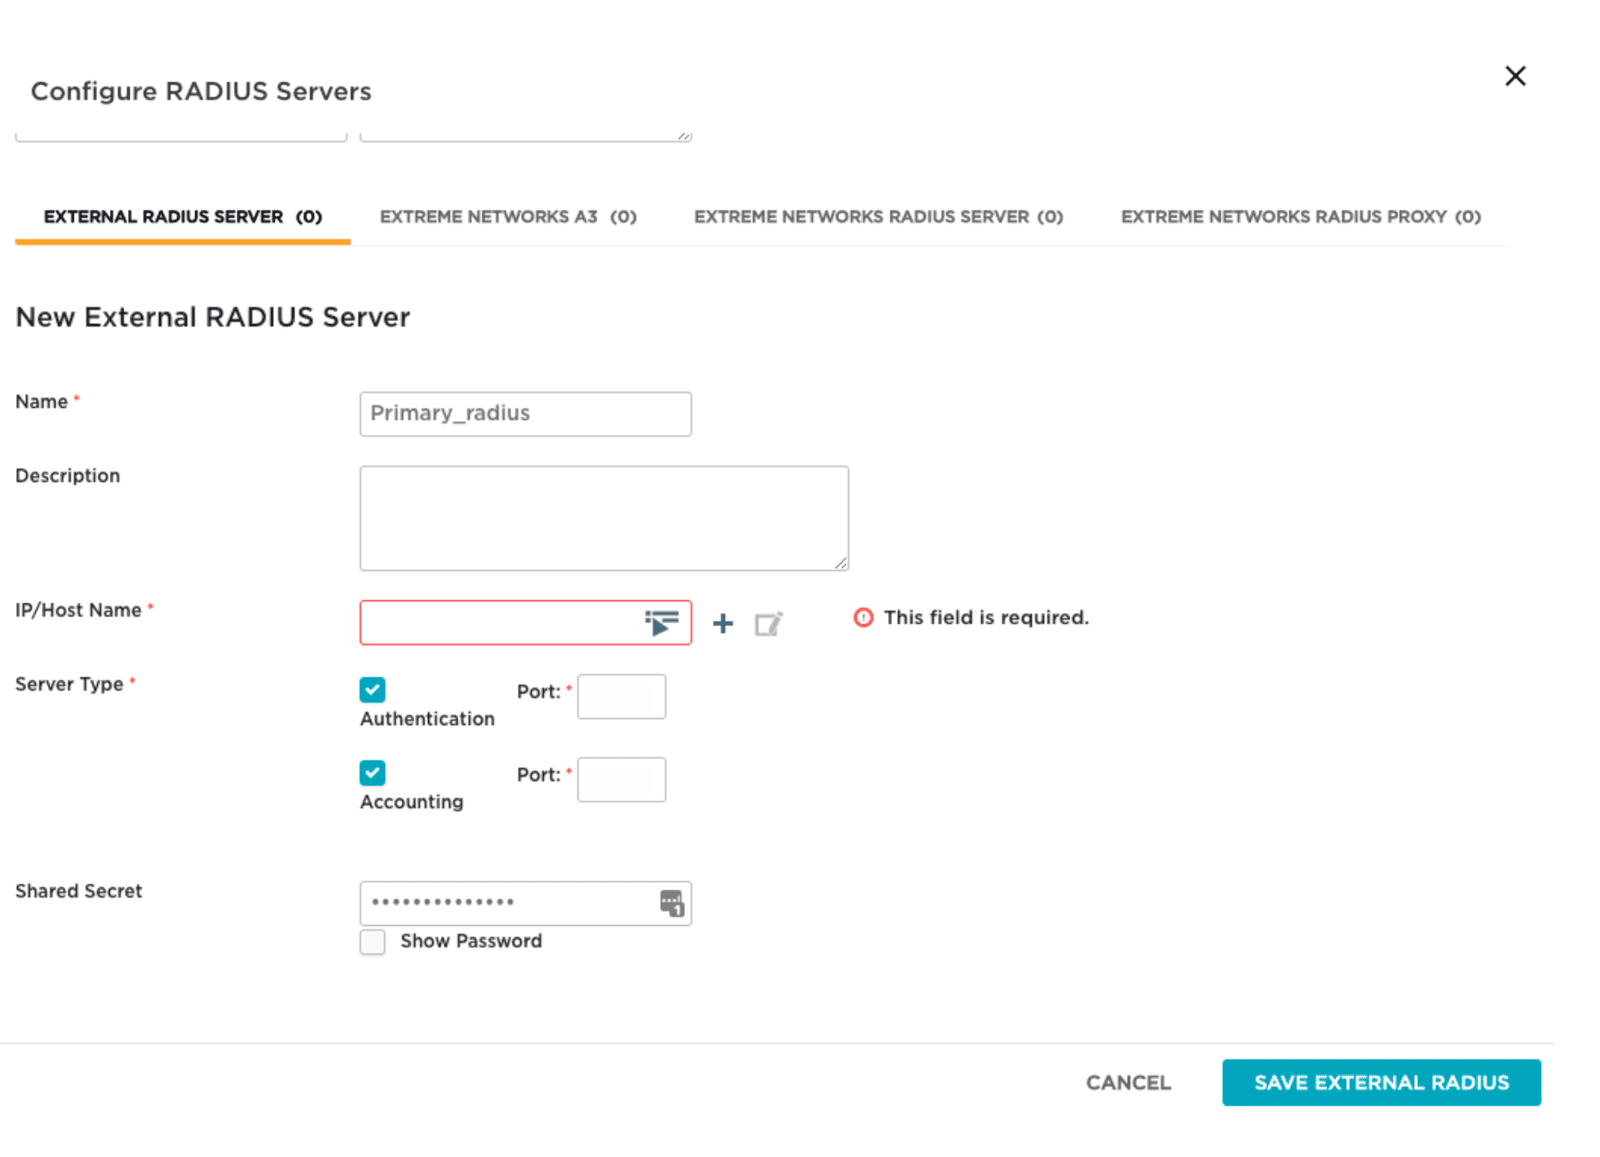 Configure RADIUS Servers
EXTERNAL RADIUS SERVER (0) EXTREME NETWORKS A3 (0) EXTREME NETWORKS RADIUS SERVER (0) EXTREME NETWORKS RADIUS PROXY (0)
New External RADIUS Server
Name * Primary_radius
Description
IP/Host Name * This field is required.
Server Type * Port: *
Authentication
Port: *
Accounting
Shared Secret •••••••••••••• 1
Show Password
CANCEL SAVE EXTERNAL RADIUS